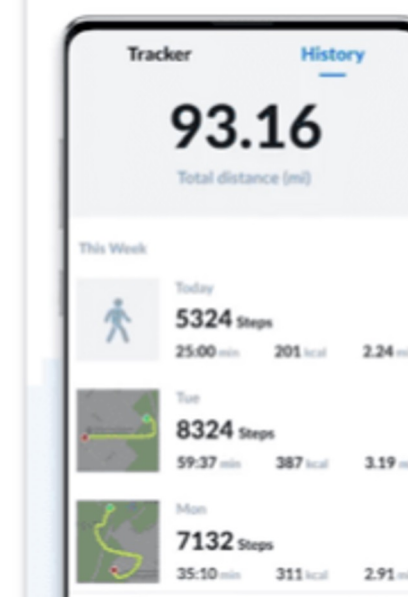 Tracker History
93.16
Total distance (mi)
This Week
Today
5324 Steps
25:00 min 201 kcal 2.24 m
Tue
8324 Steps
59:37 min 387 kcal 3.19 m
Mon
7132 Steps
35:10 min 311 kcal 2.91 m